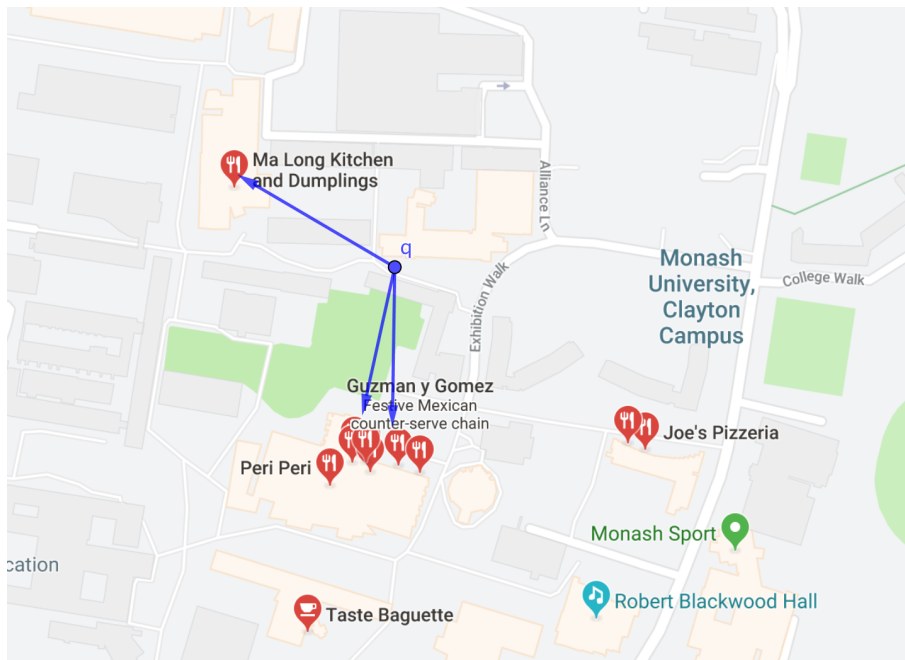 Ma Long Kitchen
and Dumplings
Alliance Ln
q
Monash
University,
Clayton
Campus
College Walk
Exhibition Walk
Guzman y Gomez
Festive Mexican
counter-serve chain
Joe's Pizzeria
Peri Peri
Monash Sport
cation
Robert Blackwood Hall
Taste Baguette